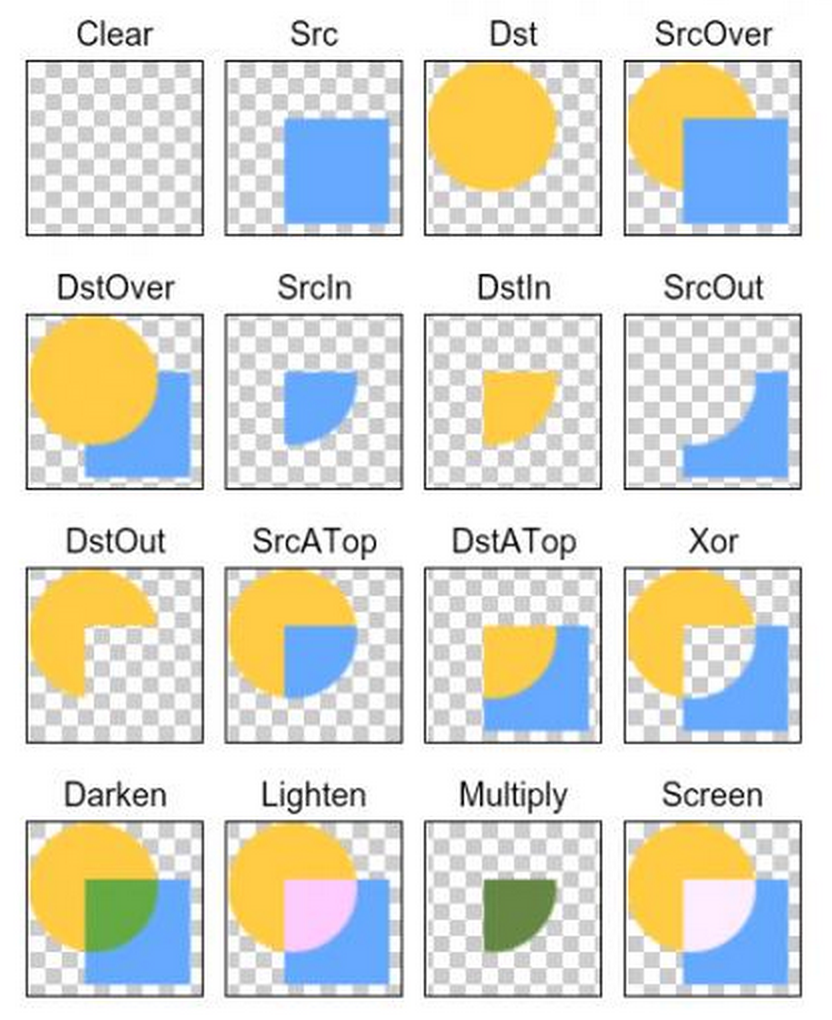 Clear Src Dst SrcOver
DstOver SrcIn DstIn SrcOut
DstOut SrcATop DstATop Xor
Darken Lighten Multiply Screen